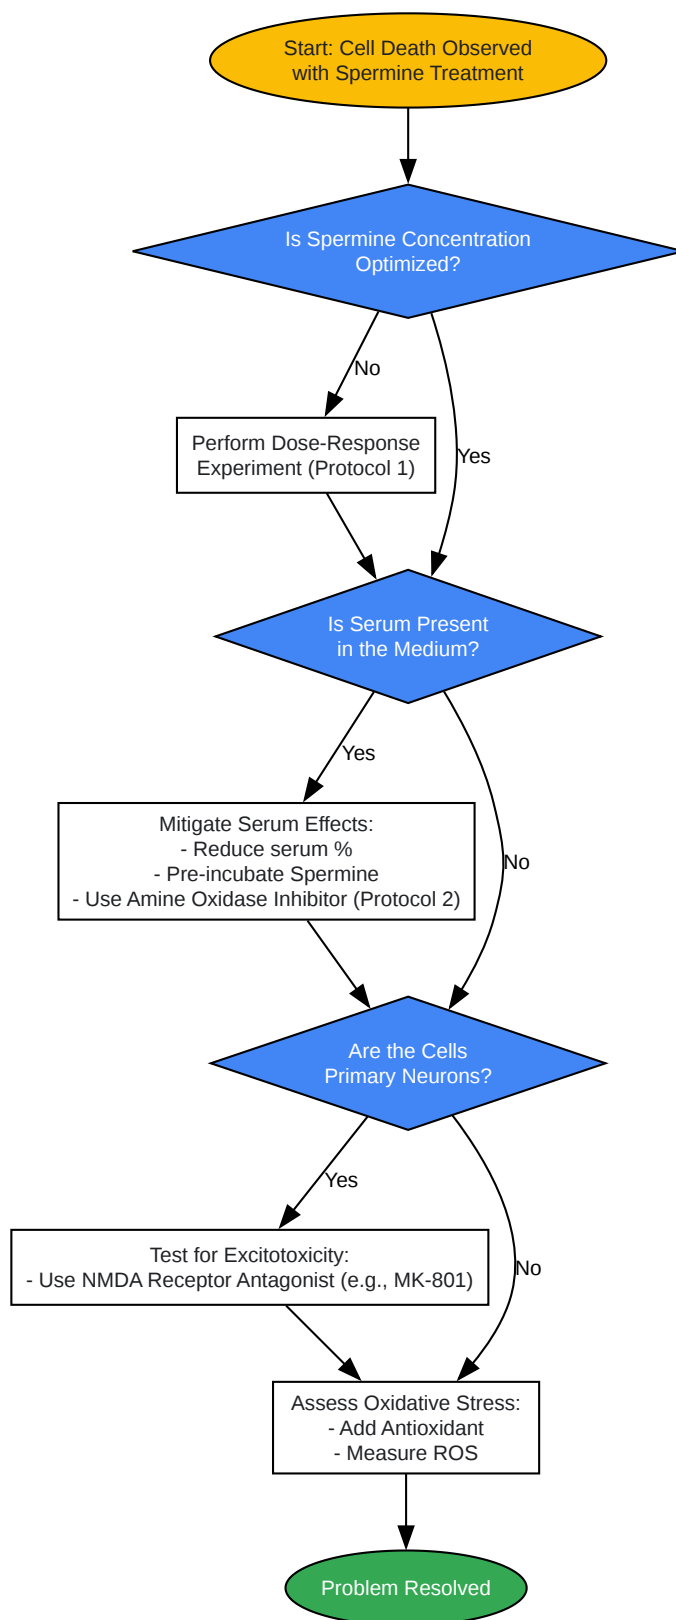 Start: Cell Death Observed
with Spermine Treatment
Is Spermine Concentration
Optimized?
No
Yes
Perform Dose-Response
Experiment (Protocol 1)
Is Serum Present
in the Medium?
Yes
No
Mitigate Serum Effects:
- Reduce serum %
- Pre-incubate Spermine
- Use Amine Oxidase Inhibitor (Protocol 2)
Are the Cells
Primary Neurons?
Yes
No
Test for Excitotoxicity:
- Use NMDA Receptor Antagonist (e.g., MK-801)
Assess Oxidative Stress:
- Add Antioxidant
- Measure ROS
Problem Resolved